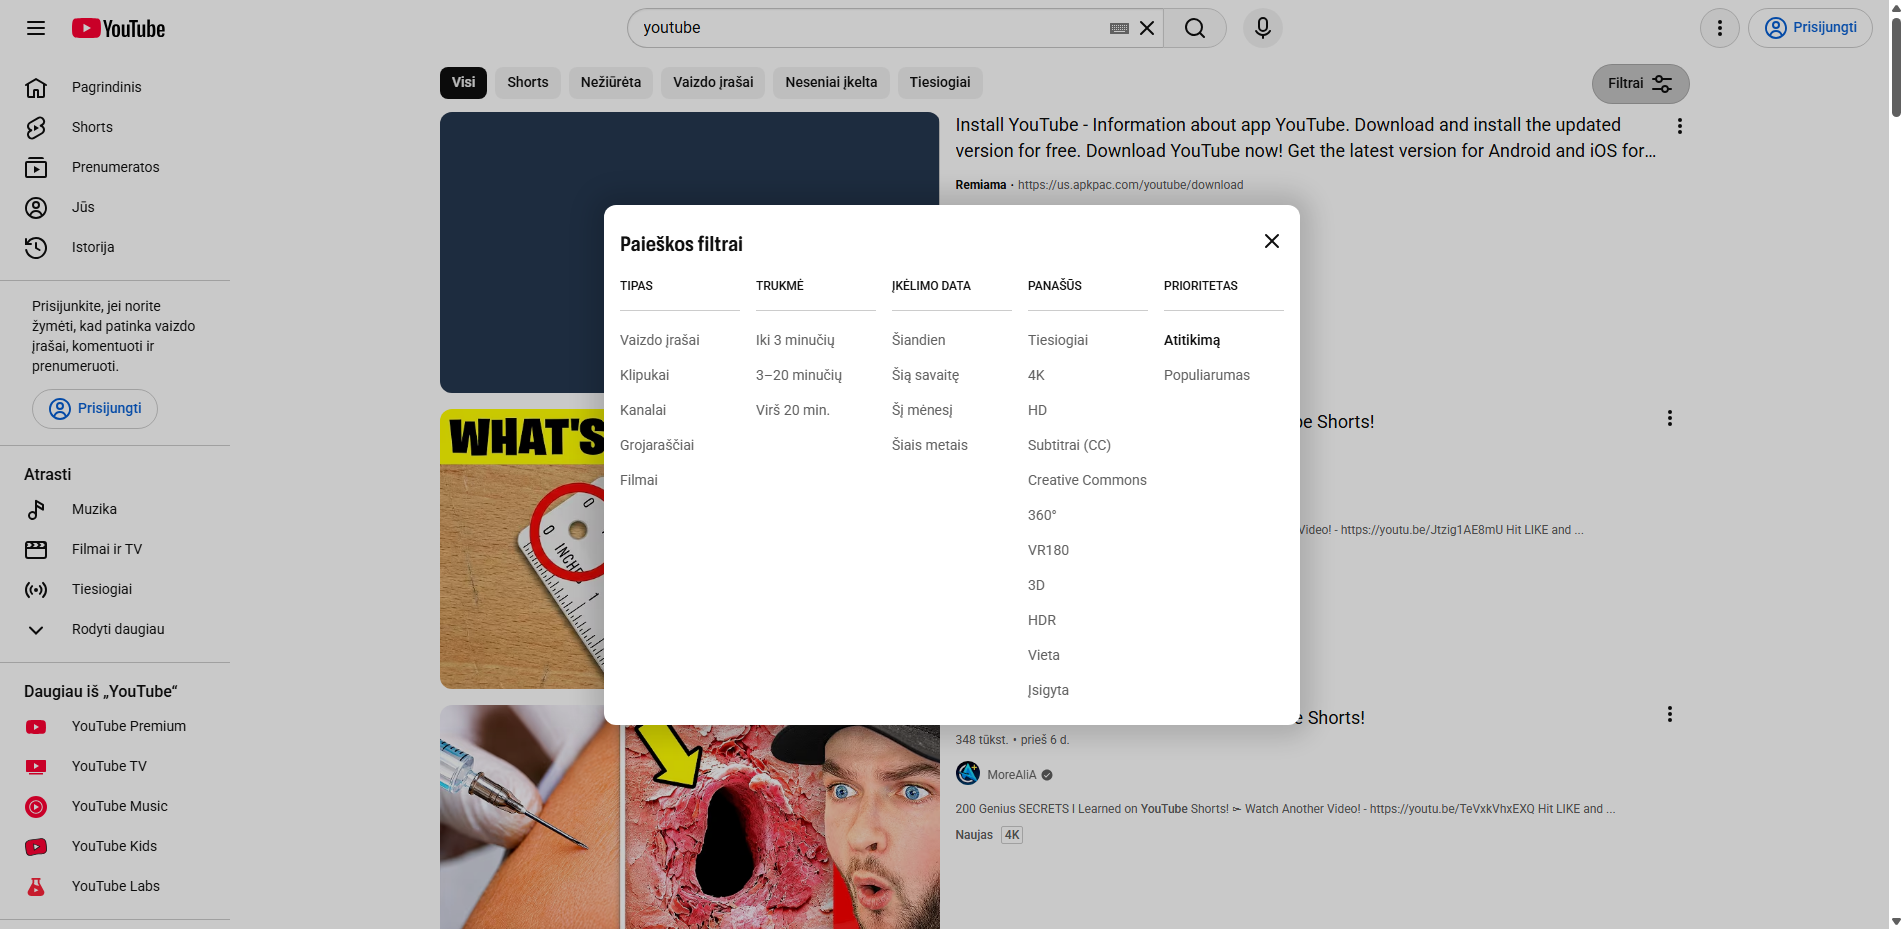 YouTube
youtube
Prisijungti
Pagrindinis
Shorts
Prenumeratos
Jūs
Istorija
Prisijunkite, jei norite
žymėti, kad patinka vaizdo
įrašai, komentuoti ir
prenumeruoti.
Prisijungti
Atrasti
Muzika
Filmai ir TV
Tiesiogiai
Rodyti daugiau
Daugiau iš „YouTube“
YouTube Premium
YouTube TV
YouTube Music
YouTube Kids
YouTube Labs
Visi
Shorts
Nežiūrėta
Vaizdo įrašai
Neseniai įkelta
Tiesiogiai
Filtrai
Install YouTube - Information about app YouTube. Download and install the updated
version for free. Download YouTube now! Get the latest version for Android and iOS for...
Remiama · https://us.apkpac.com/youtube/download
Paieškos filtrai
TIPAS
Vaizdo įrašai
Klipukai
Kanalai
Grojaraščiai
Filmai
TRUKMĖ
Iki 3 minučių
3–20 minučių
Virš 20 min.
ĮKĖLIMO DATA
Šiandien
Šią savaitę
Šį mėnesį
Šiais metais
PANAŠŪS
Tiesiogiai
4K
HD
Subtitrai (CC)
Creative Commons
360°
VR180
3D
HDR
Vieta
Įsigyta
PRIORITETAS
Atitikimą
Populiarumas
WHAT'S
0
0
INCHES
1
be Shorts!
Video! - https://youtu.be/Jtzig1AE8mU Hit LIKE and ...
e Shorts!
348 tūkst. • prieš 6 d.
MoreAliA
200 Genius SECRETS I Learned on YouTube Shorts! ➳ Watch Another Video! - https://youtu.be/TeVxkVhxEXQ Hit LIKE and ...
Naujas
4K